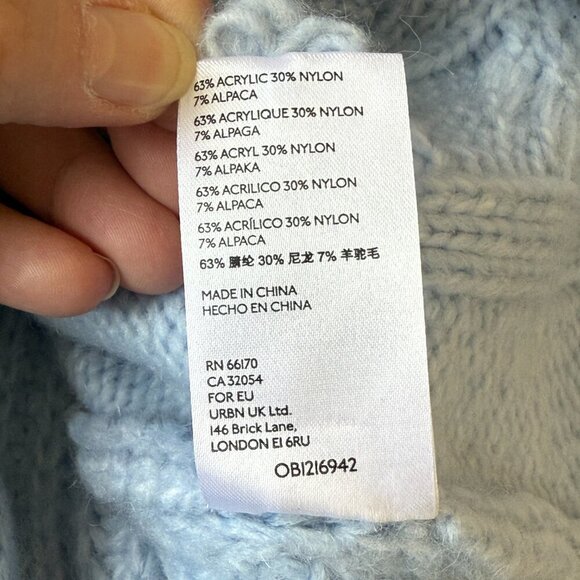 63% ACRYLIC 30% NYLON
7% ALPACA
63% ACRYLIQUE 30% NYLON
7% ALPAGA
63% ACRYL 30% NYLON
7% ALPAKA
63% ACRILICO 30% NYLON
7% ALPACA
63% ACRÍLICO 30% NYLON
7% ALPACA
63% 腈纶 30% 尼龙 7% 羊驼毛
MADE IN CHINA
HECHO EN CHINA
RN 66170
CA 32054
FOR EU
URBN UK Ltd.
146 Brick Lane,
LONDON E1 6RU
OB1216942